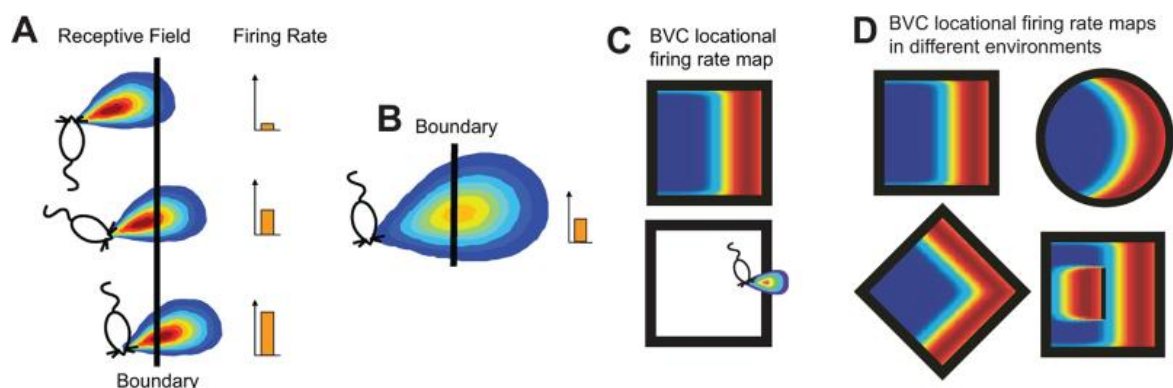 A
Receptive Field
Firing Rate
Boundary
B
Boundary
C
BVC locational
firing rate map
D
BVC locational firing rate maps
in different environments